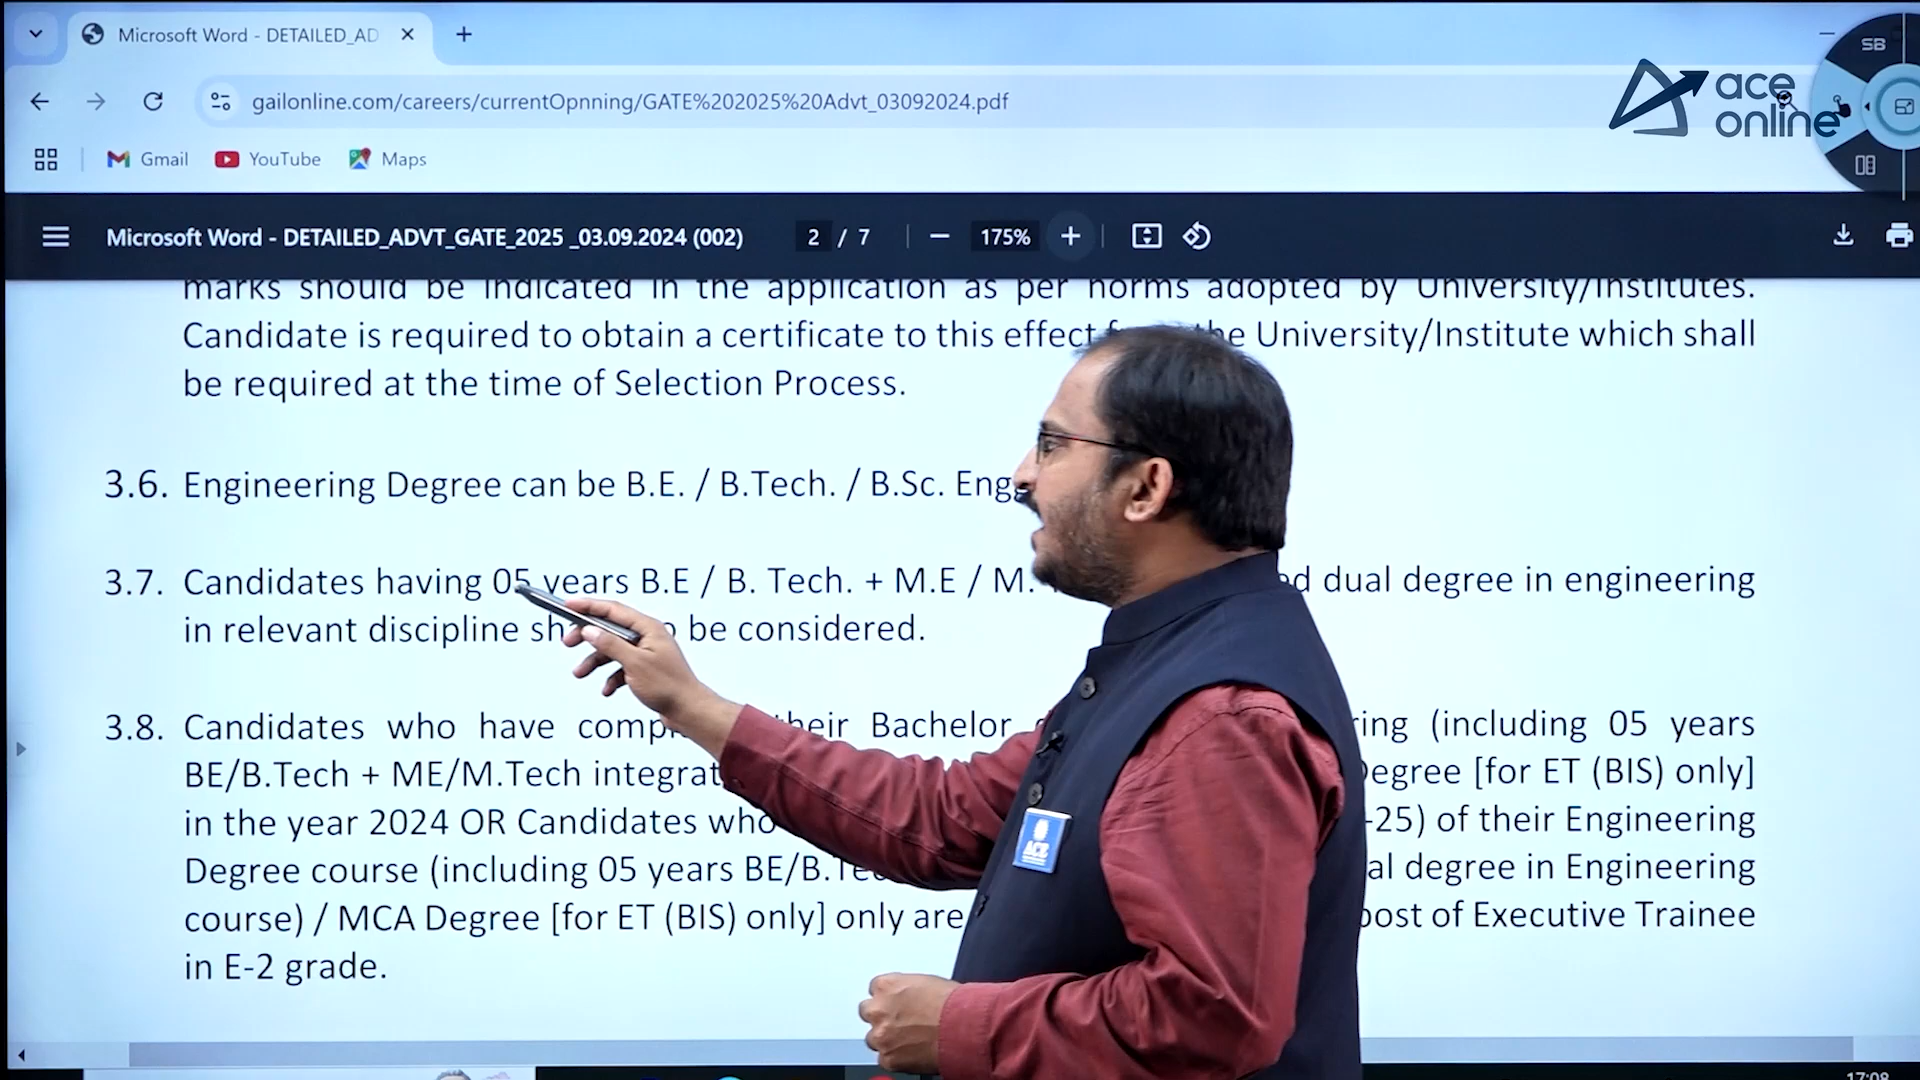 Microsoft Word - DETAILED_AD
SB
ace
online
gailonline.com/careers/currentOpnning/GATE%202025%20Advt_03092024.pdf
Gmail
YouTube
Maps
Microsoft Word - DETAILED_ADVT_GATE_2025 _03.09.2024 (002)
2 / 7
175%
marks should be indicated in the application as per norms adopted by University/Institutes.
Candidate is required to obtain a certificate to this effect the University/Institute which shall
be required at the time of Selection Process.
3.6. Engineering Degree can be B.E. / B.Tech. / B.Sc. Engg
3.7. Candidates having 05 years B.E / B. Tech. + M.E / M. dual degree in engineering
in relevant discipline be considered.
3.8. Candidates who have their Bachelor (including 05 years
BE/B.Tech + ME/M.Tech Degree [for ET (BIS) only]
in the year 2024 OR Candidates who -25) of their Engineering
Degree course (including 05 years BE/B.Tec degree in Engineering
course) / MCA Degree [for ET (BIS) only] only are post of Executive Trainee
in E-2 grade.
ACE
17:08